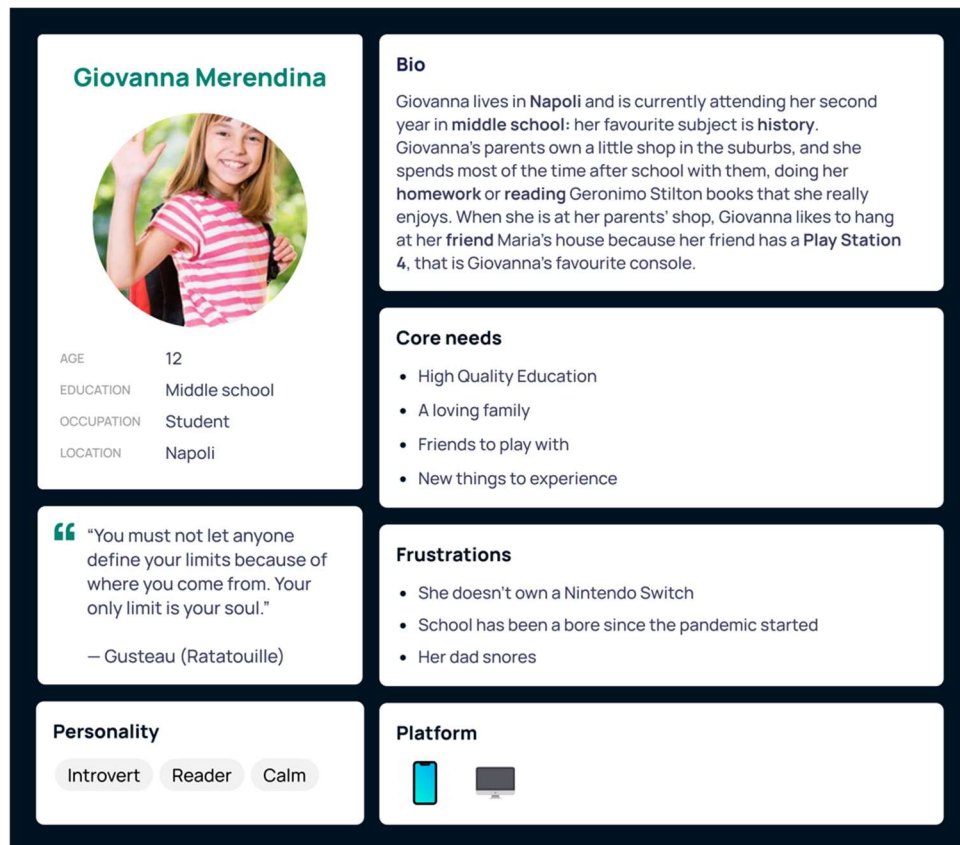 Giovanna Merendina
AGE 12
EDUCATION Middle school
OCCUPATION Student
LOCATION Napoli
“You must not let anyone
define your limits because of
where you come from. Your
only limit is your soul.”
— Gusteau (Ratatouille)
Personality
Introvert Reader Calm
Bio
Giovanna lives in Napoli and is currently attending her second
year in middle school: her favourite subject is history.
Giovanna’s parents own a little shop in the suburbs, and she
spends most of the time after school with them, doing her
homework or reading Geronimo Stilton books that she really
enjoys. When she is at her parents’ shop, Giovanna likes to hang
at her friend Maria’s house because her friend has a Play Station
4, that is Giovanna’s favourite console.
Core needs
• High Quality Education
• A loving family
• Friends to play with
• New things to experience
Frustrations
• She doesn’t own a Nintendo Switch
• School has been a bore since the pandemic started
• Her dad snores
Platform